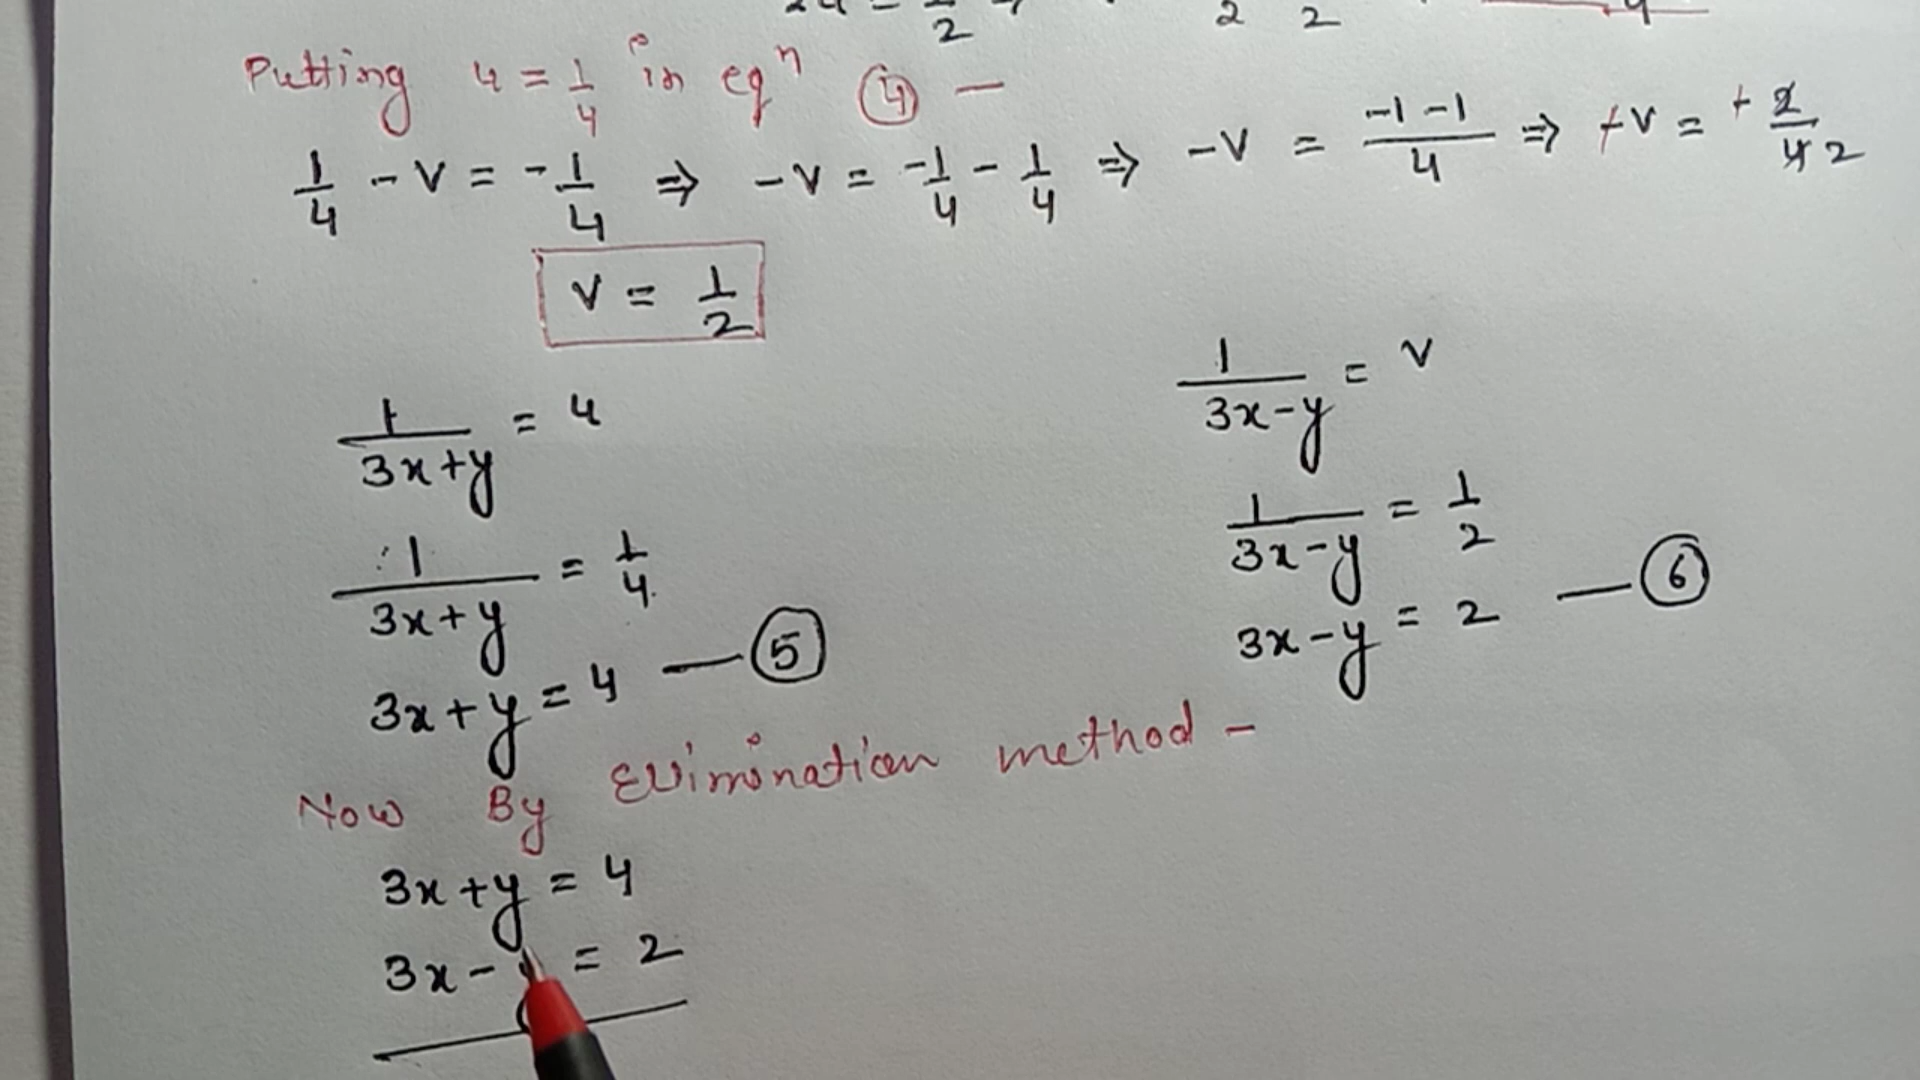 Putting u = 1/4 in eqⁿ (4) —
1/4 - v = -1/4 ⇒ -v = -1/4 - 1/4 ⇒ -v = (-1-1)/4 ⇒ +v = +2/4 2
v = 1/2
1/(3x+y) = u
1/(3x+y) = 1/4
3x+y = 4 — (5)
1/(3x-y) = v
1/(3x-y) = 1/2
3x-y = 2 — (6)
Now By Elimination method -
3x+y = 4
3x-y = 2